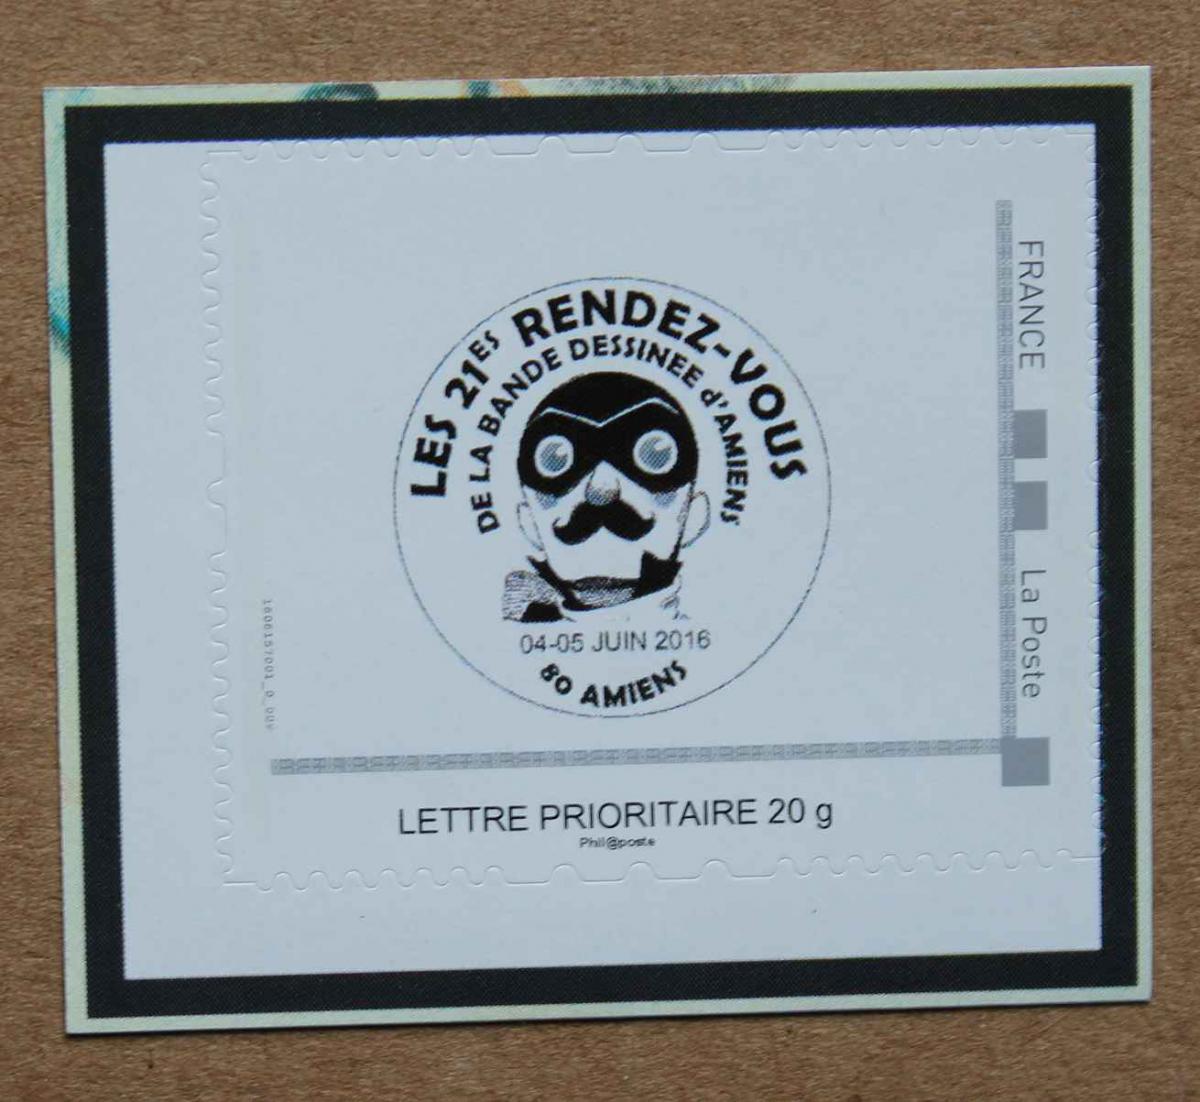 LES 21ES RENDEZ-VOUS
DE LA BANDE DESSINEE d'AMIENS
04-05 JUIN 2016
80 AMIENS
FRANCE
La Poste
LETTRE PRIORITAIRE 20 g
Phil@poste